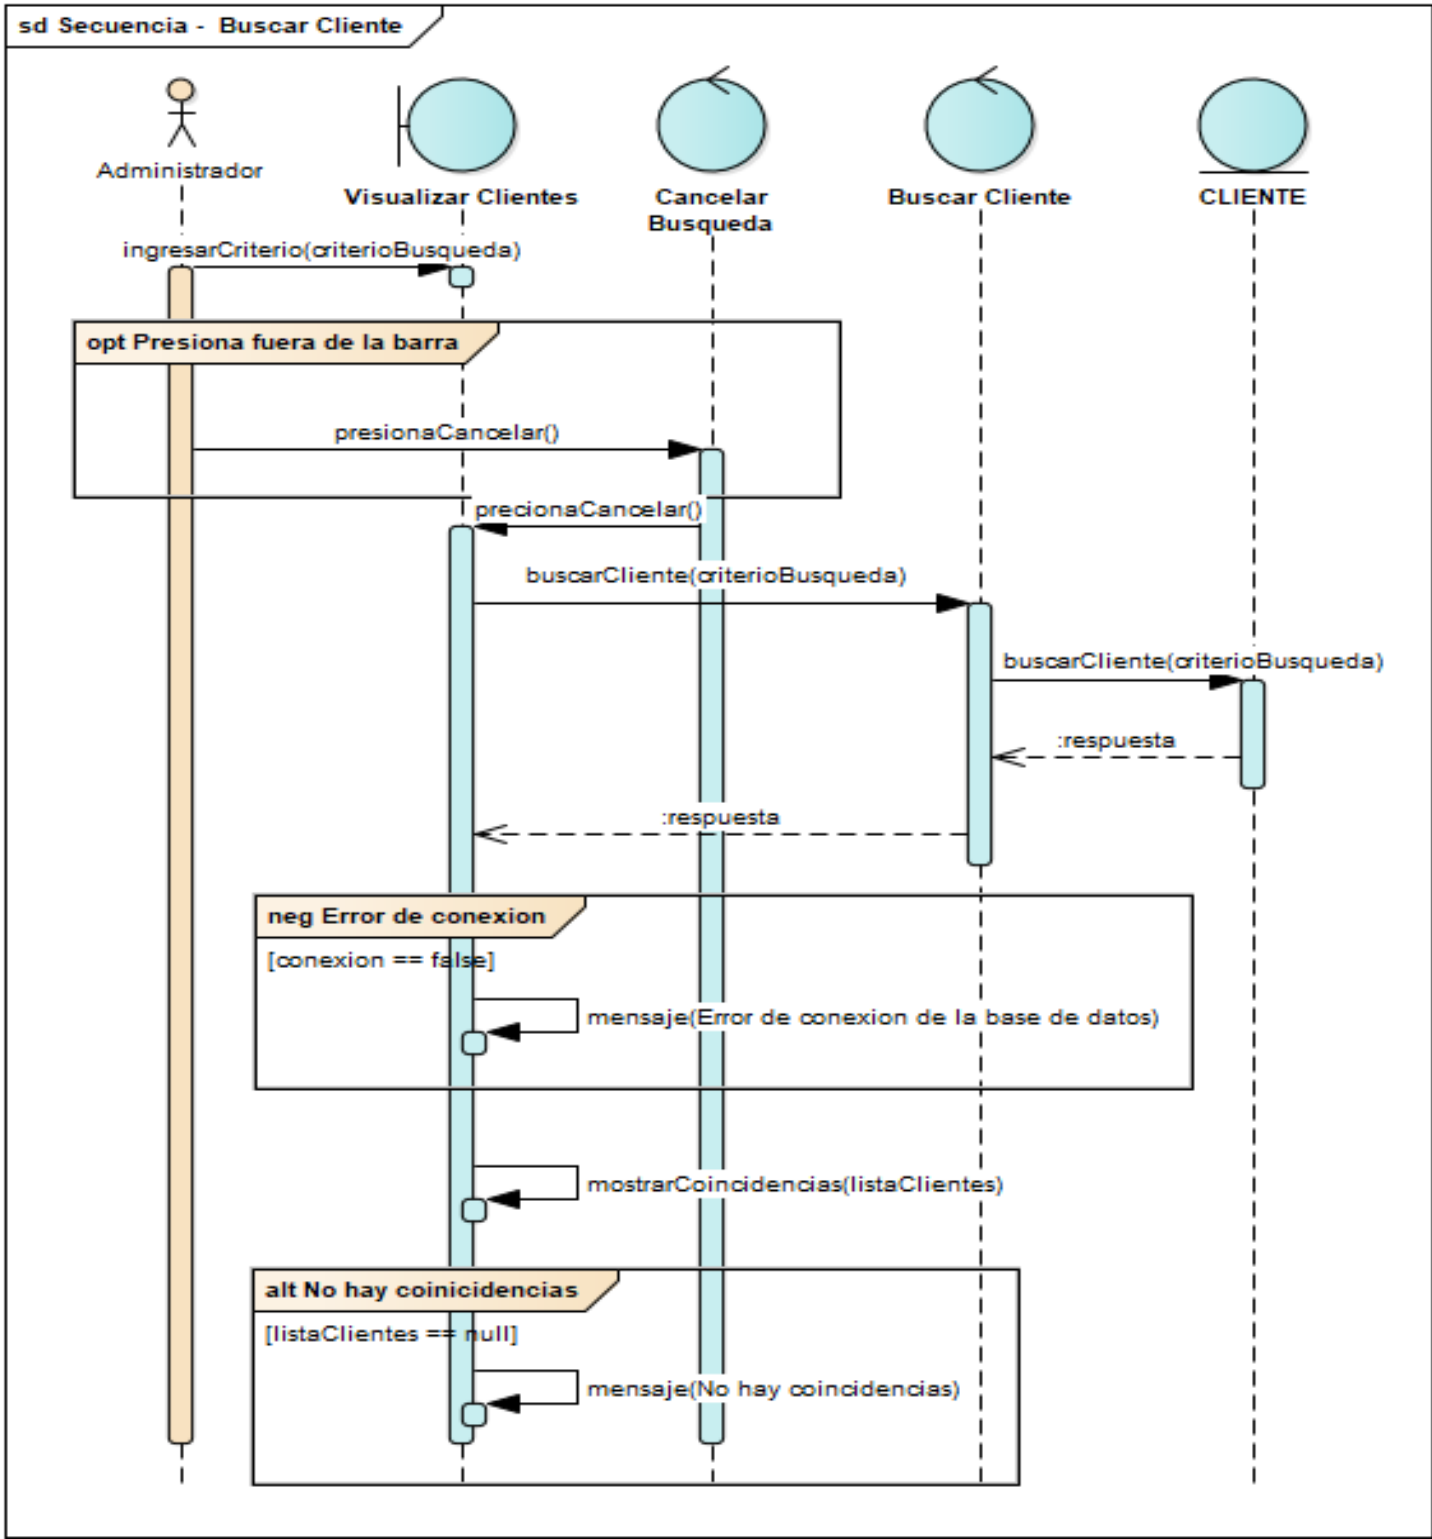 sd Secuencia - Buscar Cliente
Administrador
Visualizar Clientes
Cancelar
Busqueda
Buscar Cliente
CLIENTE
ingresarCriterio(criterioBusqueda)
opt Presiona fuera de la barra
presionaCancelar()
precionaCancelar()
buscarCliente(criterioBusqueda)
buscarCliente(criterioBusqueda)
:respuesta
:respuesta
neg Error de conexion
[conexion == false]
mensaje(Error de conexion de la base de datos)
mostrarCoincidencias(listaClientes)
alt No hay coinicidencias
[listaClientes == null]
mensaje(No hay coincidencias)